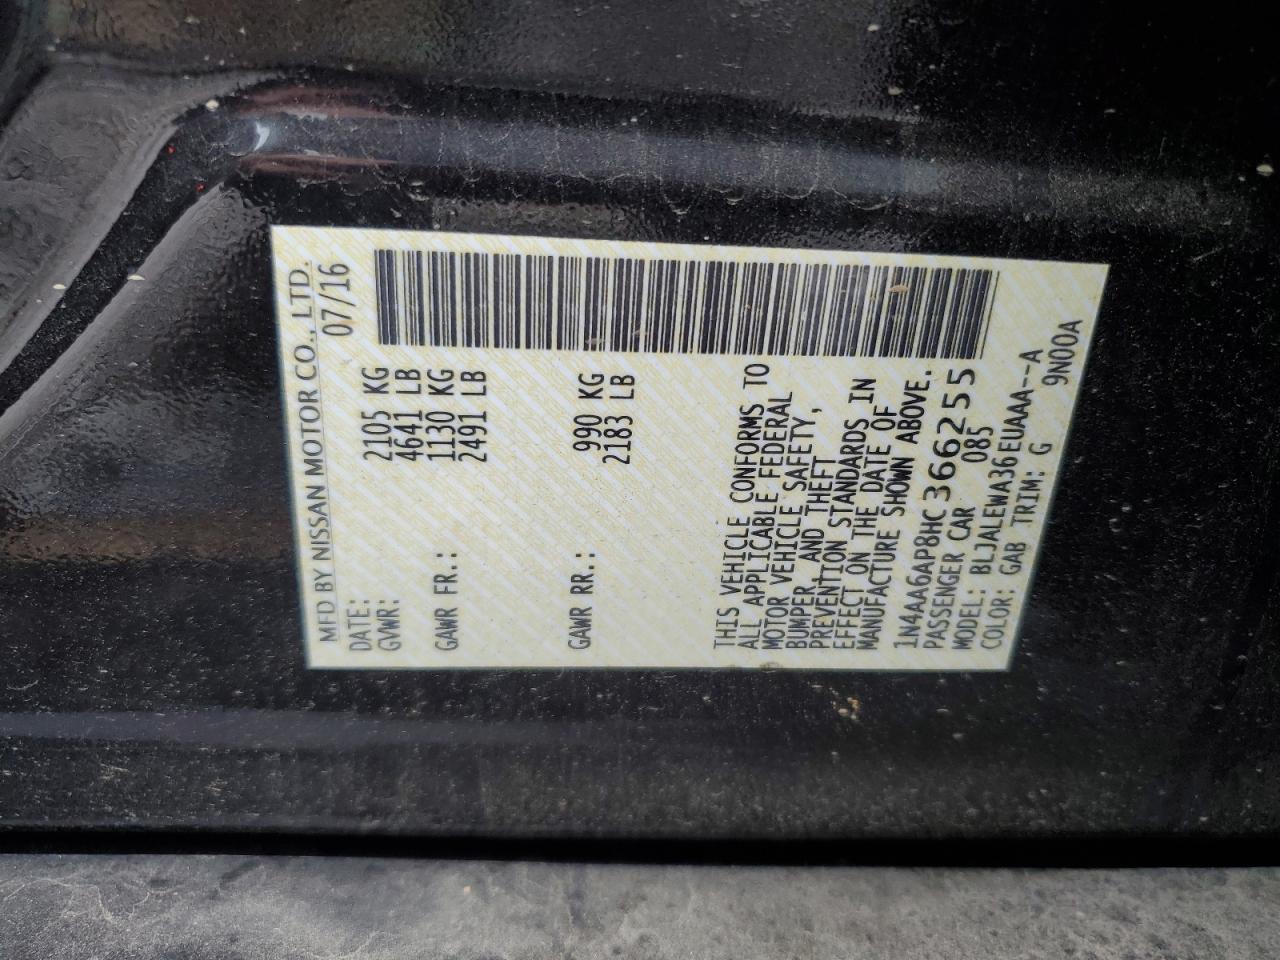 MFD BY NISSAN MOTOR CO., LTD.
DATE: 07/16
GVWR: 2105 KG
4641 LB
GAWR FR.: 1130 KG
2491 LB
GAWR RR.: 990 KG
2183 LB
THIS VEHICLE CONFORMS TO
ALL APPLICABLE FEDERAL
MOTOR VEHICLE SAFETY,
BUMPER, AND THEFT
PREVENTION STANDARDS IN
EFFECT ON THE DATE OF
MANUFACTURE SHOWN ABOVE.
1N4AA6AP8HC366255
PASSENGER CAR 085
MODEL: BLJALEWA36EUAAA--A
COLOR: GAB TRIM: G 9N00A